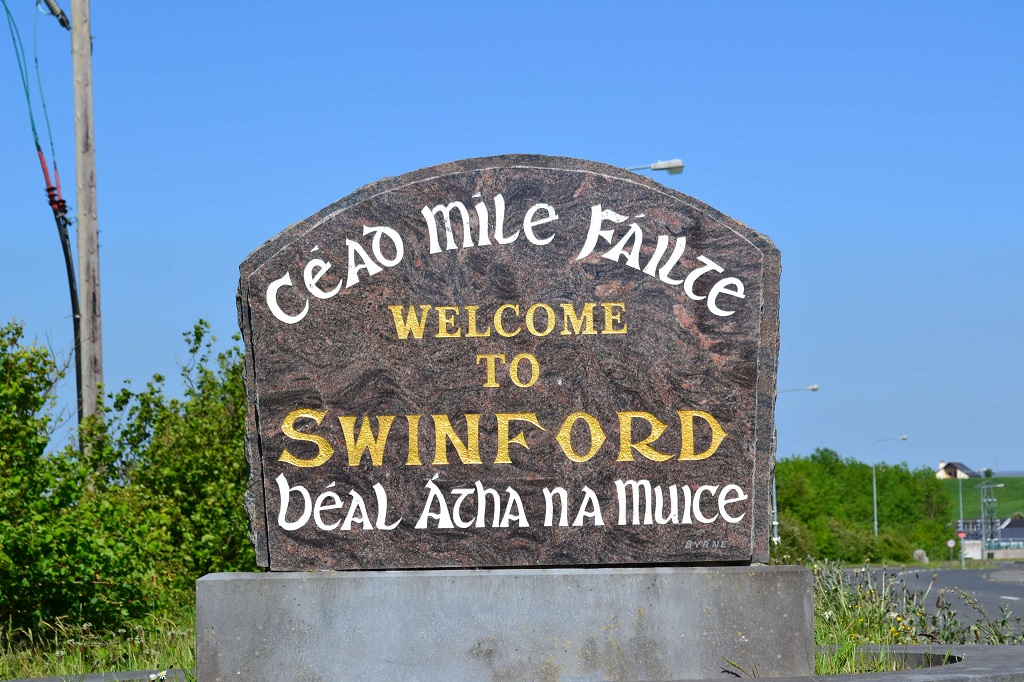 Céad Míle Fáilte
WELCOME
TO
SWINFORD
Béal Átha na Muice
BYRNE